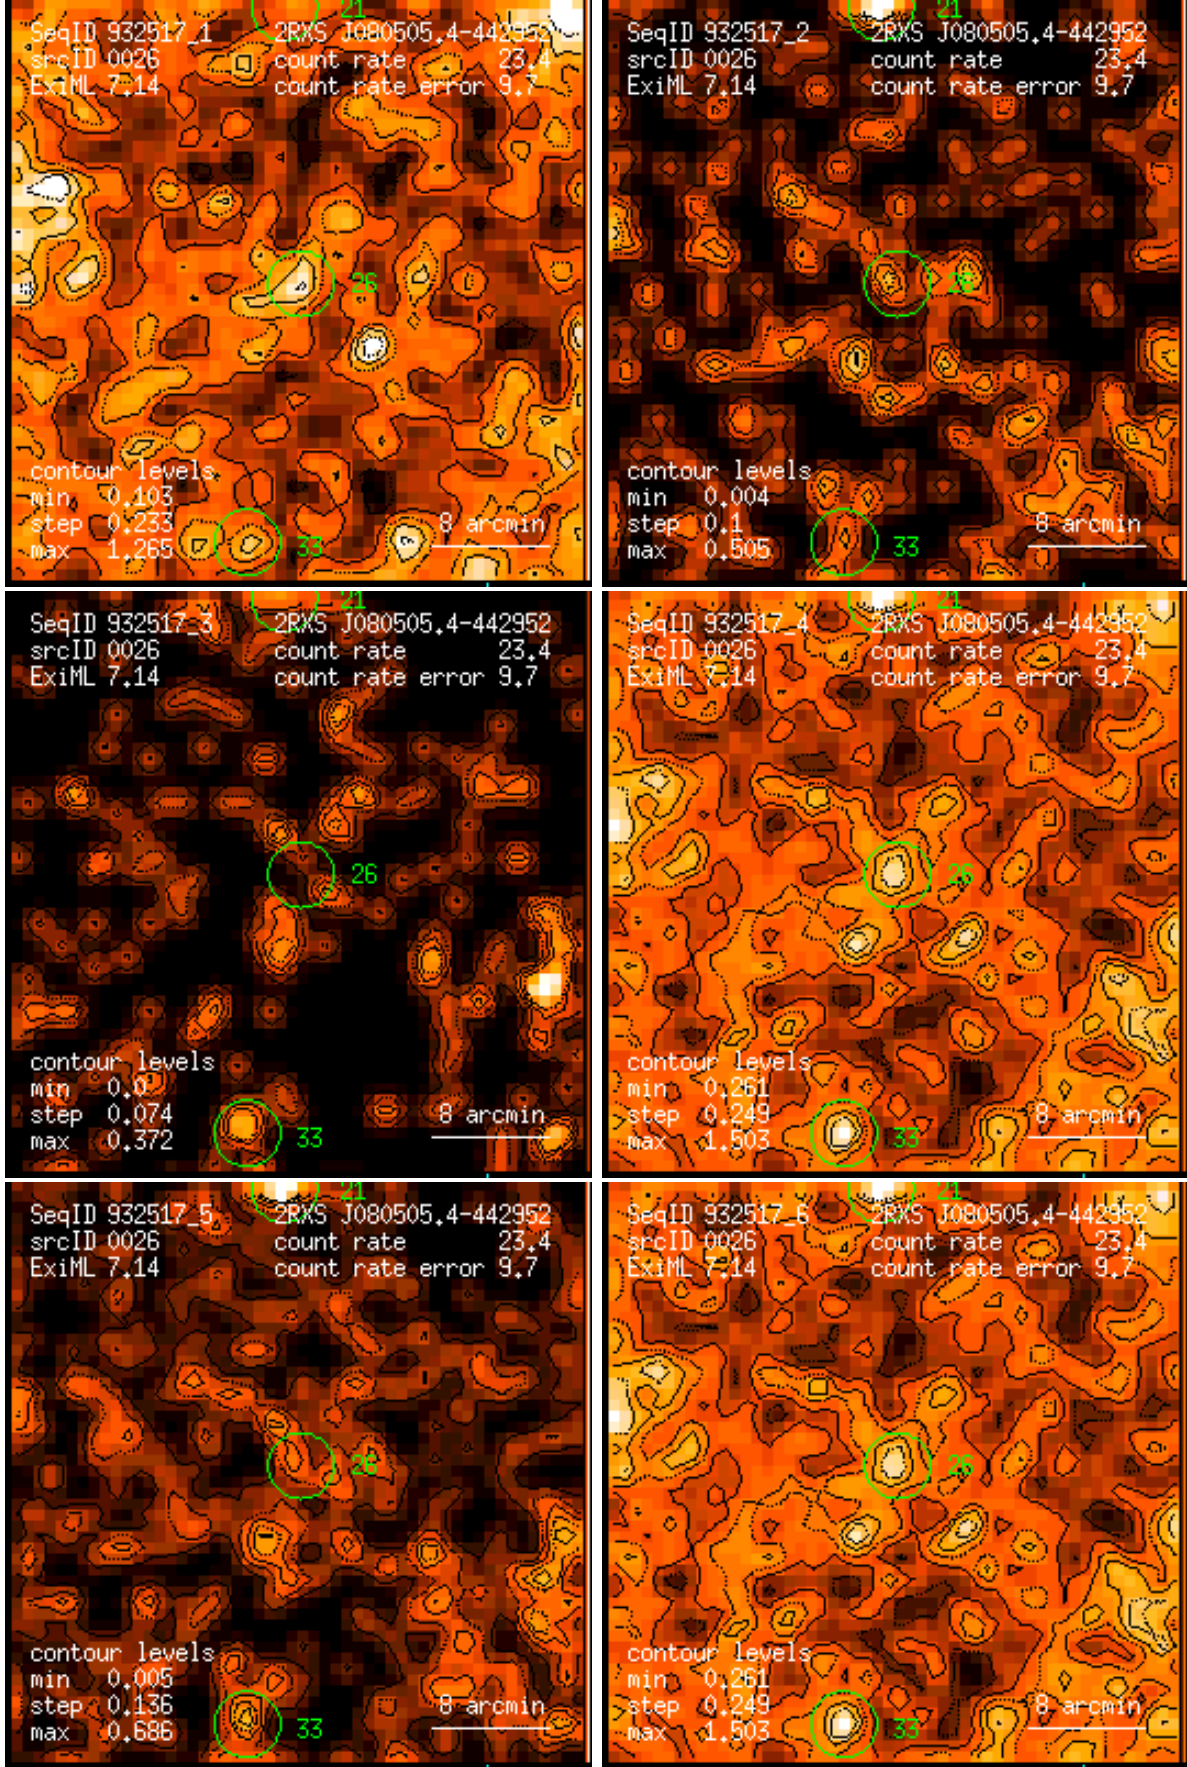 21
SeqID 932517_1 2RXS J080505.4-442952
srcID 0026 count rate 23.4
ExiML 7.14 count rate error 9.7
26
contour levels
min 0.103
step 0.233 8 arcmin
max 1.265 33
21
SeqID 932517_2 2RXS J080505.4-442952
srcID 0026 count rate 23.4
ExiML 7.14 count rate error 9.7
26
contour levels
min 0.004
step 0.1 8 arcmin
max 0.505 33
21
SeqID 932517_3 2RXS J080505.4-442952
srcID 0026 count rate 23.4
ExiML 7.14 count rate error 9.7
26
contour levels
min 0.0
step 0.074 8 arcmin
max 0.372 33
21
SeqID 932517_4 2RXS J080505.4-442952
srcID 0026 count rate 23.4
ExiML 7.14 count rate error 9.7
26
contour levels
min 0.261
step 0.249 8 arcmin
max 1.503 33
21
SeqID 932517_5 2RXS J080505.4-442952
srcID 0026 count rate 23.4
ExiML 7.14 count rate error 9.7
26
contour levels
min 0.005
step 0.136 8 arcmin
max 0.686 33
21
SeqID 932517_6 2RXS J080505.4-442952
srcID 0026 count rate 23.4
ExiML 7.14 count rate error 9.7
26
contour levels
min 0.261
step 0.249 8 arcmin
max 1.503 33